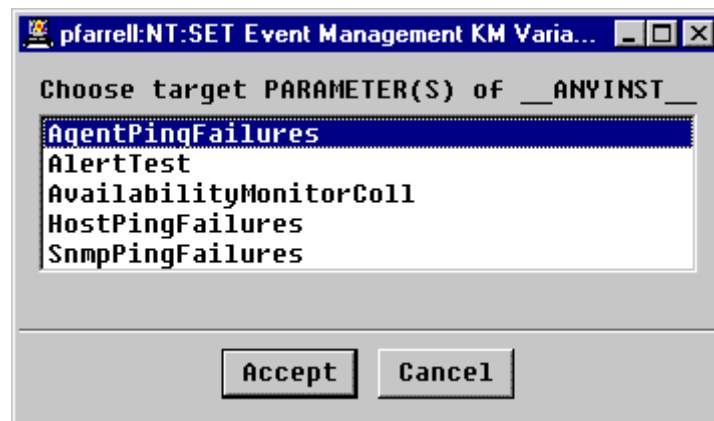 pfarrell:NT:SET Event Management KM Varia...
Choose target PARAMETER(S) of __ANYINST__
AgentPingFailures
AlertTest
AvailabilityMonitorColl
HostPingFailures
SnmpPingFailures
Accept Cancel